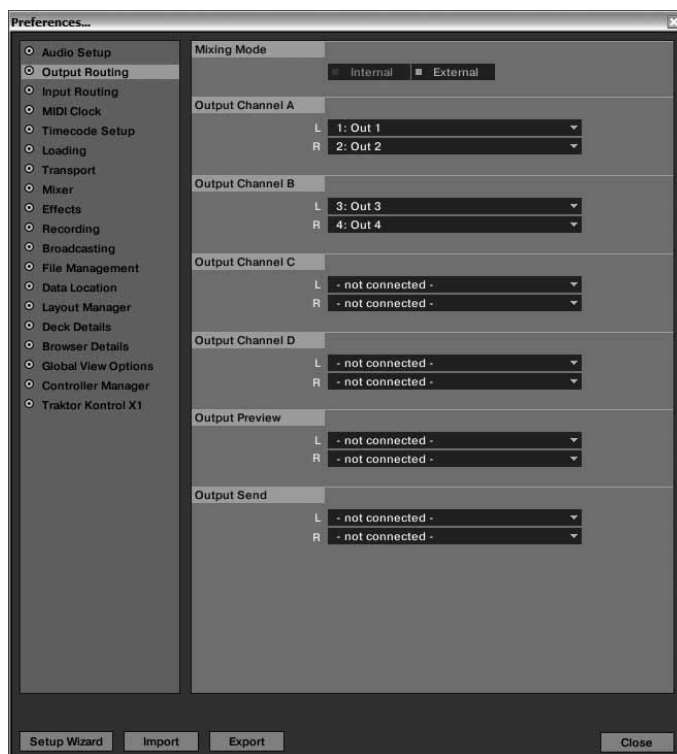 Preferences...
Audio Setup
Output Routing
Input Routing
MIDI Clock
Timecode Setup
Loading
Transport
Mixer
Effects
Recording
Broadcasting
File Management
Data Location
Layout Manager
Deck Details
Browser Details
Global View Options
Controller Manager
Traktor Kontrol X1
Mixing Mode
Internal External
Output Channel A
L 1: Out 1
R 2: Out 2
Output Channel B
L 3: Out 3
R 4: Out 4
Output Channel C
L - not connected -
R - not connected -
Output Channel D
L - not connected -
R - not connected -
Output Preview
L - not connected -
R - not connected -
Output Send
L - not connected -
R - not connected -
Setup Wizard Import Export Close